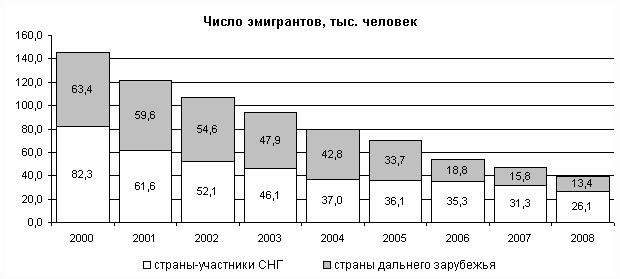 Число эмигрантов, тыс. человек
160,0
140,0
120,0
100,0
80,0
60,0
40,0
20,0
0,0
63,4 59,6 54,6 47,9 42,8 33,7 18,8 15,8 13,4
82,3 61,6 52,1 46,1 37,0 36,1 35,3 31,3 26,1
2000 2001 2002 2003 2004 2005 2006 2007 2008
страны-участники СНГ страны дальнего зарубежья